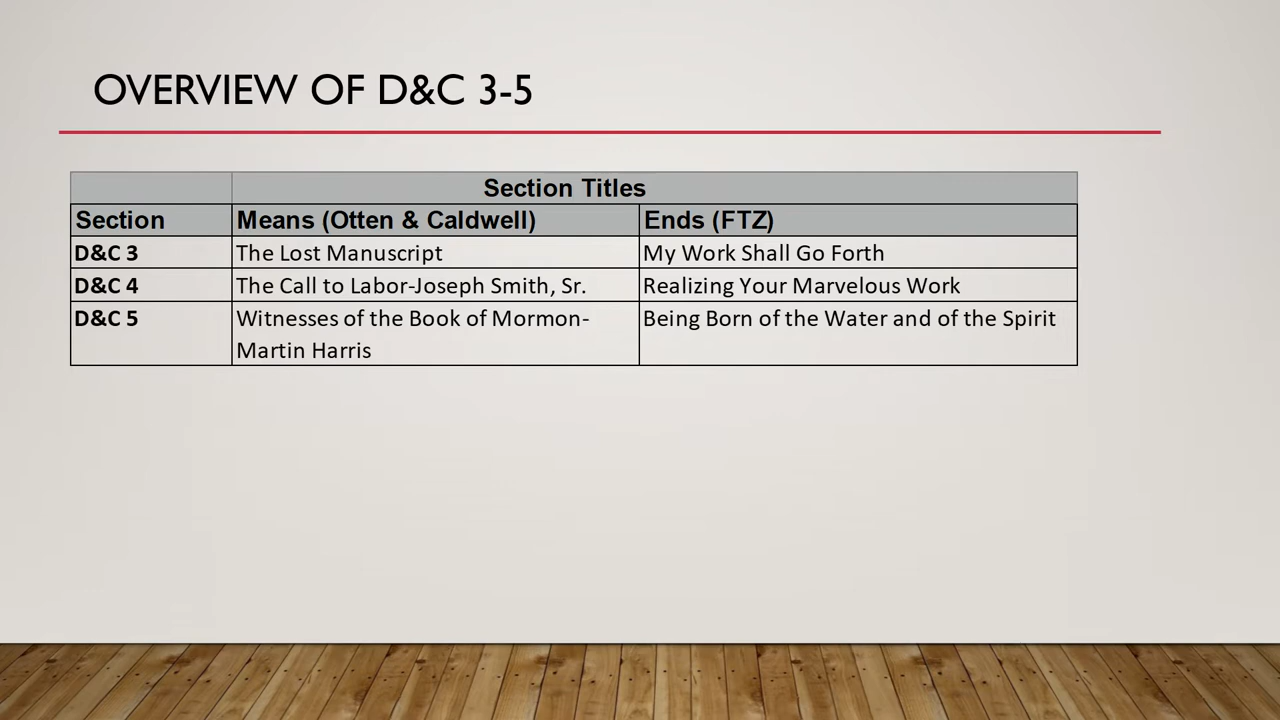 OVERVIEW OF D&C 3-5
Section Titles
Section Means (Otten & Caldwell) Ends (FTZ)
D&C 3 The Lost Manuscript My Work Shall Go Forth
D&C 4 The Call to Labor-Joseph Smith, Sr. Realizing Your Marvelous Work
D&C 5 Witnesses of the Book of Mormon- Being Born of the Water and of the Spirit
Martin Harris